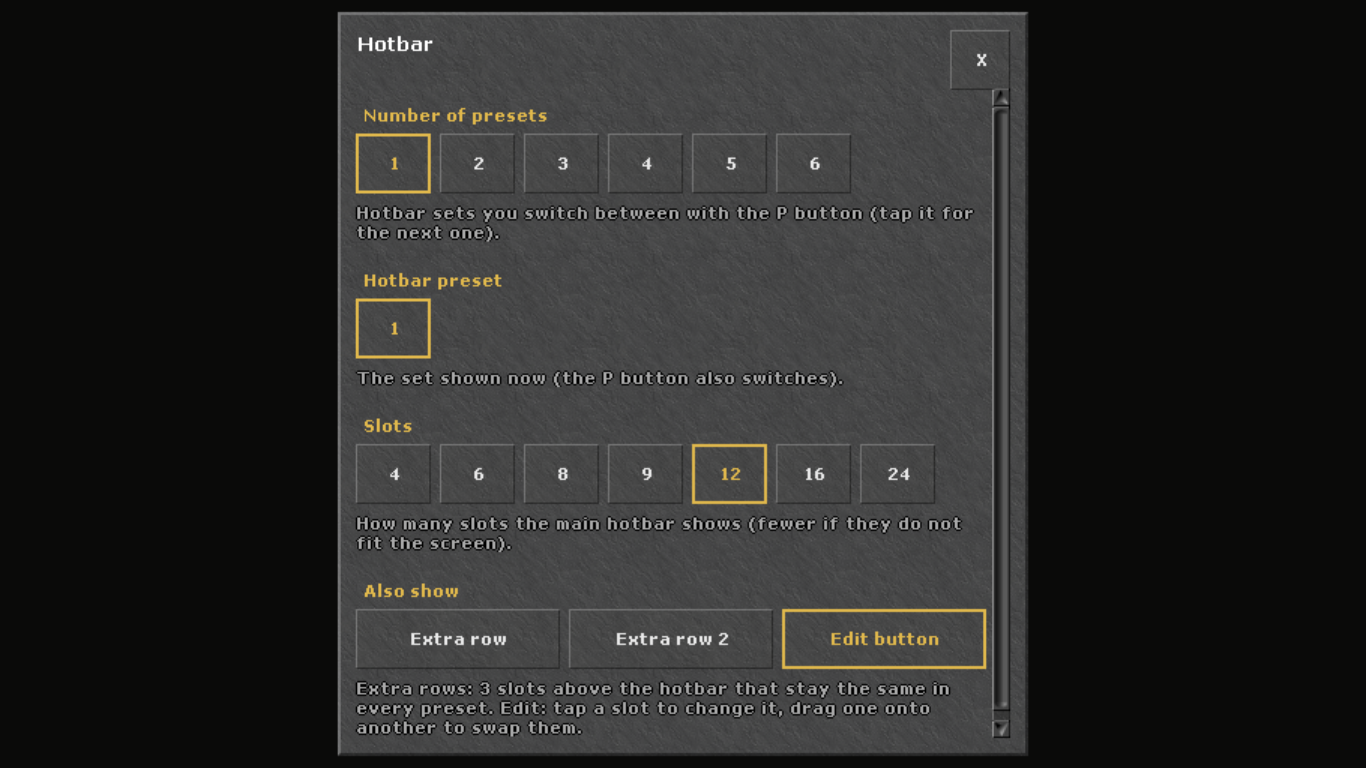 Hotbar
X
Number of presets
1 2 3 4 5 6
Hotbar sets you switch between with the P button (tap it for
the next one).
Hotbar preset
1
The set shown now (the P button also switches).
Slots
4 6 8 9 12 16 24
How many slots the main hotbar shows (fewer if they do not
fit the screen).
Also show
Extra row Extra row 2 Edit button
Extra rows: 3 slots above the hotbar that stay the same in
every preset. Edit: tap a slot to change it, drag one onto
another to swap them.